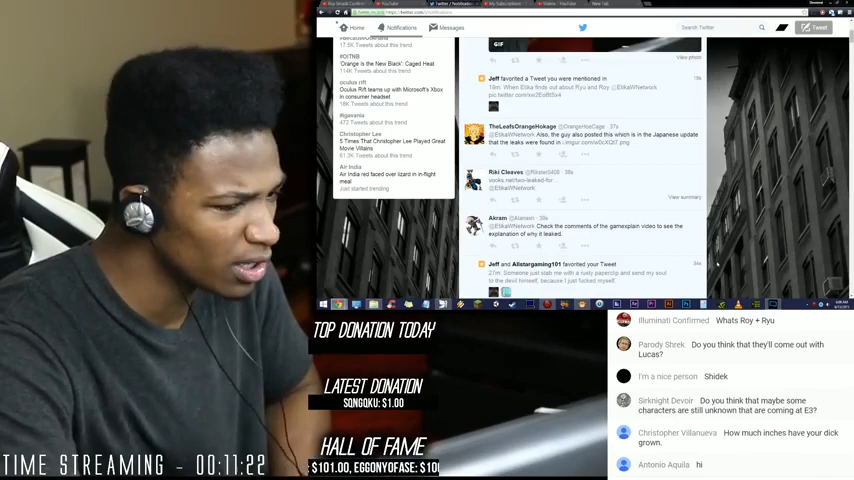 Home Notifications Messages Search Twitter Tweet
17.5K Tweets about this trend
#OITNB
'Orange is the New Black': Caged Heat
114K Tweets about this trend
oculus rift
Oculus Rift teams up with Microsoft's Xbox
in consumer headset
18K Tweets about this trend
#igavania
472 Tweets about this trend
Christopher Lee
5 Times That Christopher Lee Played Great
Movie Villains
61.3K Tweets about this trend
Air India
Air India red faced over lizard in in-flight
meal
Just started trending
GIF
View photo
Jeff favorited a Tweet you were mentioned in
19m: When Etika finds out about Ryu and Roy @EtikaWNetwork
TheLeafsOrangeHokage @OrangeHoeCage 37s
@EtikaWNetwork Also, the guy also posted this which is in the Japanese update
that the leaks were found in
Riki Cleaves @Rikster0408 38s
@EtikaWNetwork
View summary
Akram 39s
@EtikaWNetwork Check the comments of the gamexplain video to see the
explanation of why it leaked.
Jeff and Allstargaming101 favorited your Tweet 34s
27m: Someone just stab me with a rusty paperclip and send my soul
to the devil himself, because I just fucked myself.
TOP DONATION TODAY
LATEST DONATION
SQNGQKU: $1.00
HALL OF FAME
: $101.00, EGGONYOFASE: $10
TIME STREAMING - 00:11:22
Illuminati Confirmed Whats Roy + Ryu
Parody Shrek Do you think that they'll come out with
Lucas?
I'm a nice person Shidek
Sirknight Devoir Do you think that maybe some
characters are still unknown that are coming at E3?
Christopher Villanueva How much inches have your dick
grown.
Antonio Aquila hi